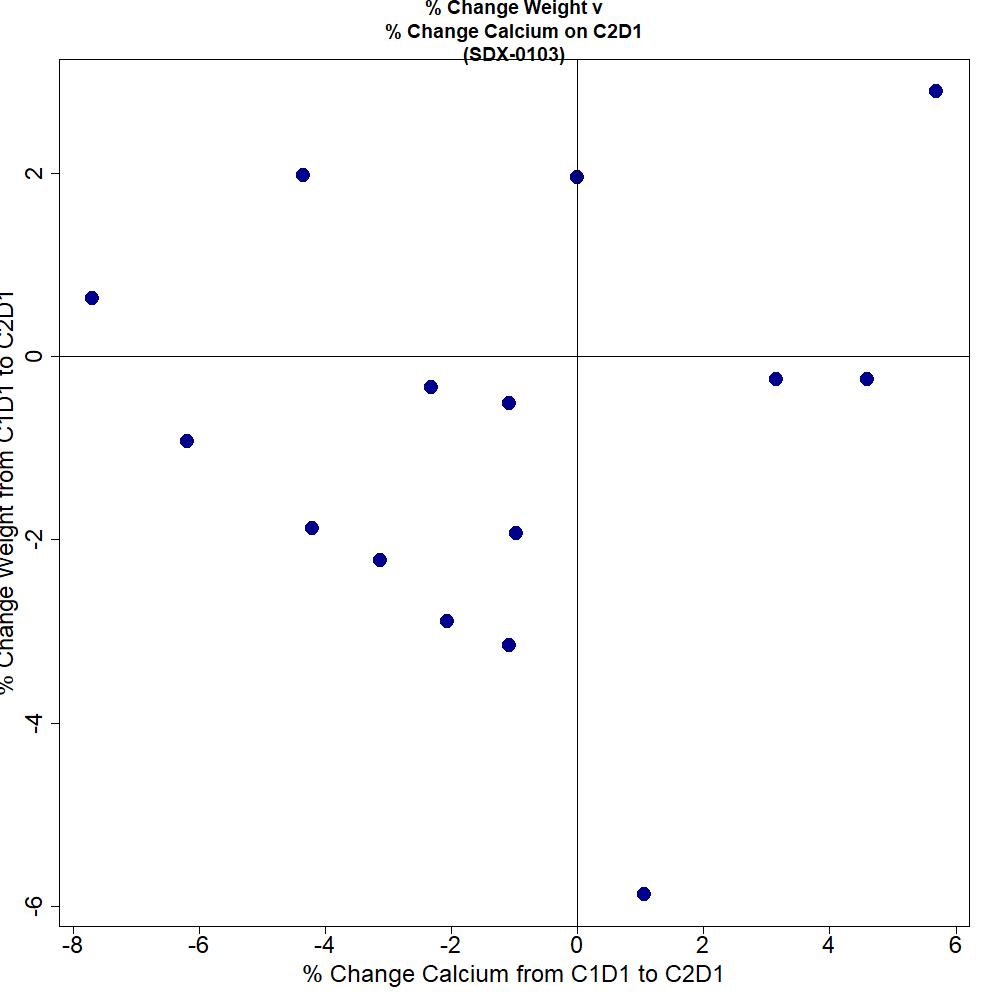 % Change Weight v
% Change Calcium on C2D1
(SDX-0103)
% Change Weight from C1D1 to C2D1
2
0
-2
-4
-6
-8
-6
-4
-2
0
2
4
6
% Change Calcium from C1D1 to C2D1